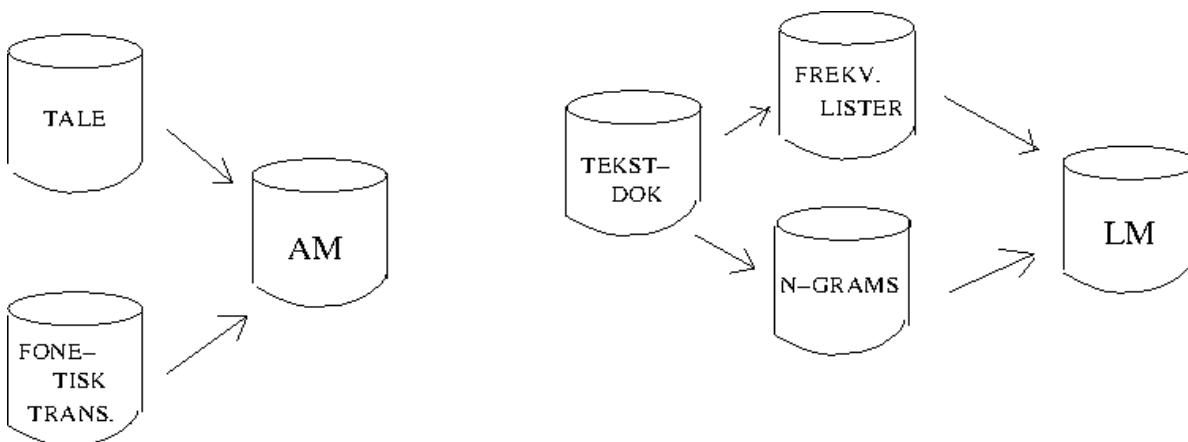 TALE
AM
FONE–
TISK
TRANS.
TEKST–
DOK
FREKV.
LISTER
N–GRAMS
LM